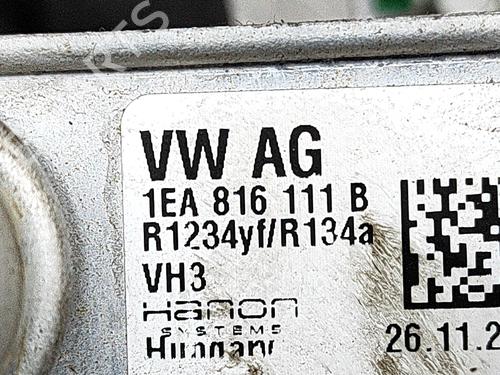 VW AG
1EA 816 111 B
R1234yf/R134a
VH3
Hanon
SYSTEMS
Hungary
26.11.2